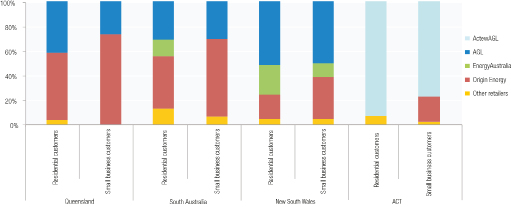 100%
80%
60%
40%
20%
0%
ActewAGL
AGL
EnergyAustralia
Origin Energy
Other retailers
Residential customers
Small business customers
Residential customers
Small business customers
Residential customers
Small business customers
Residential customers
Small business customers
Queensland
South Australia
New South Wales
ACT